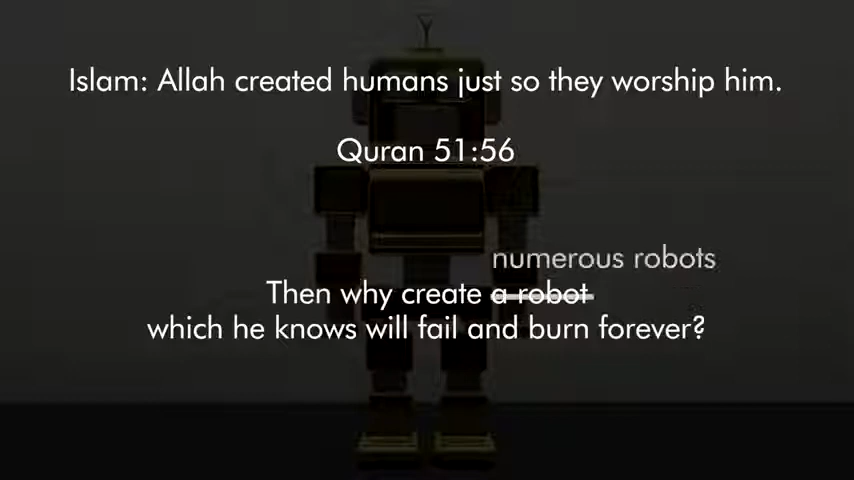 Islam: Allah created humans just so they worship him.
Quran 51:56
numerous robots
Then why create a robot
which he knows will fail and burn forever?